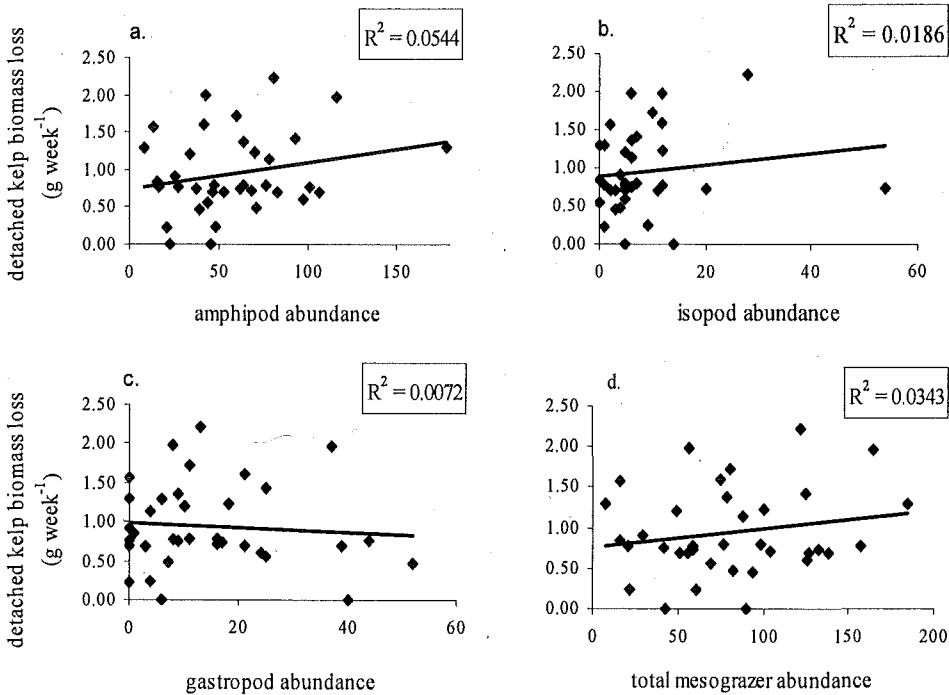 a.
R² = 0.0544
detached kelp biomass loss
(g week⁻¹)
2.50
2.00
1.50
1.00
0.50
0.00
0 50 100 150
amphipod abundance
b.
R² = 0.0186
2.50
2.00
1.50
1.00
0.50
0.00
0 20 40 60
isopod abundance
c.
R² = 0.0072
detached kelp biomass loss
(g week⁻¹)
2.50
2.00
1.50
1.00
0.50
0.00
0 20 40 60
gastropod abundance
d.
R² = 0.0343
2.50
2.00
1.50
1.00
0.50
0.00
0 50 100 150 200
total mesograzer abundance